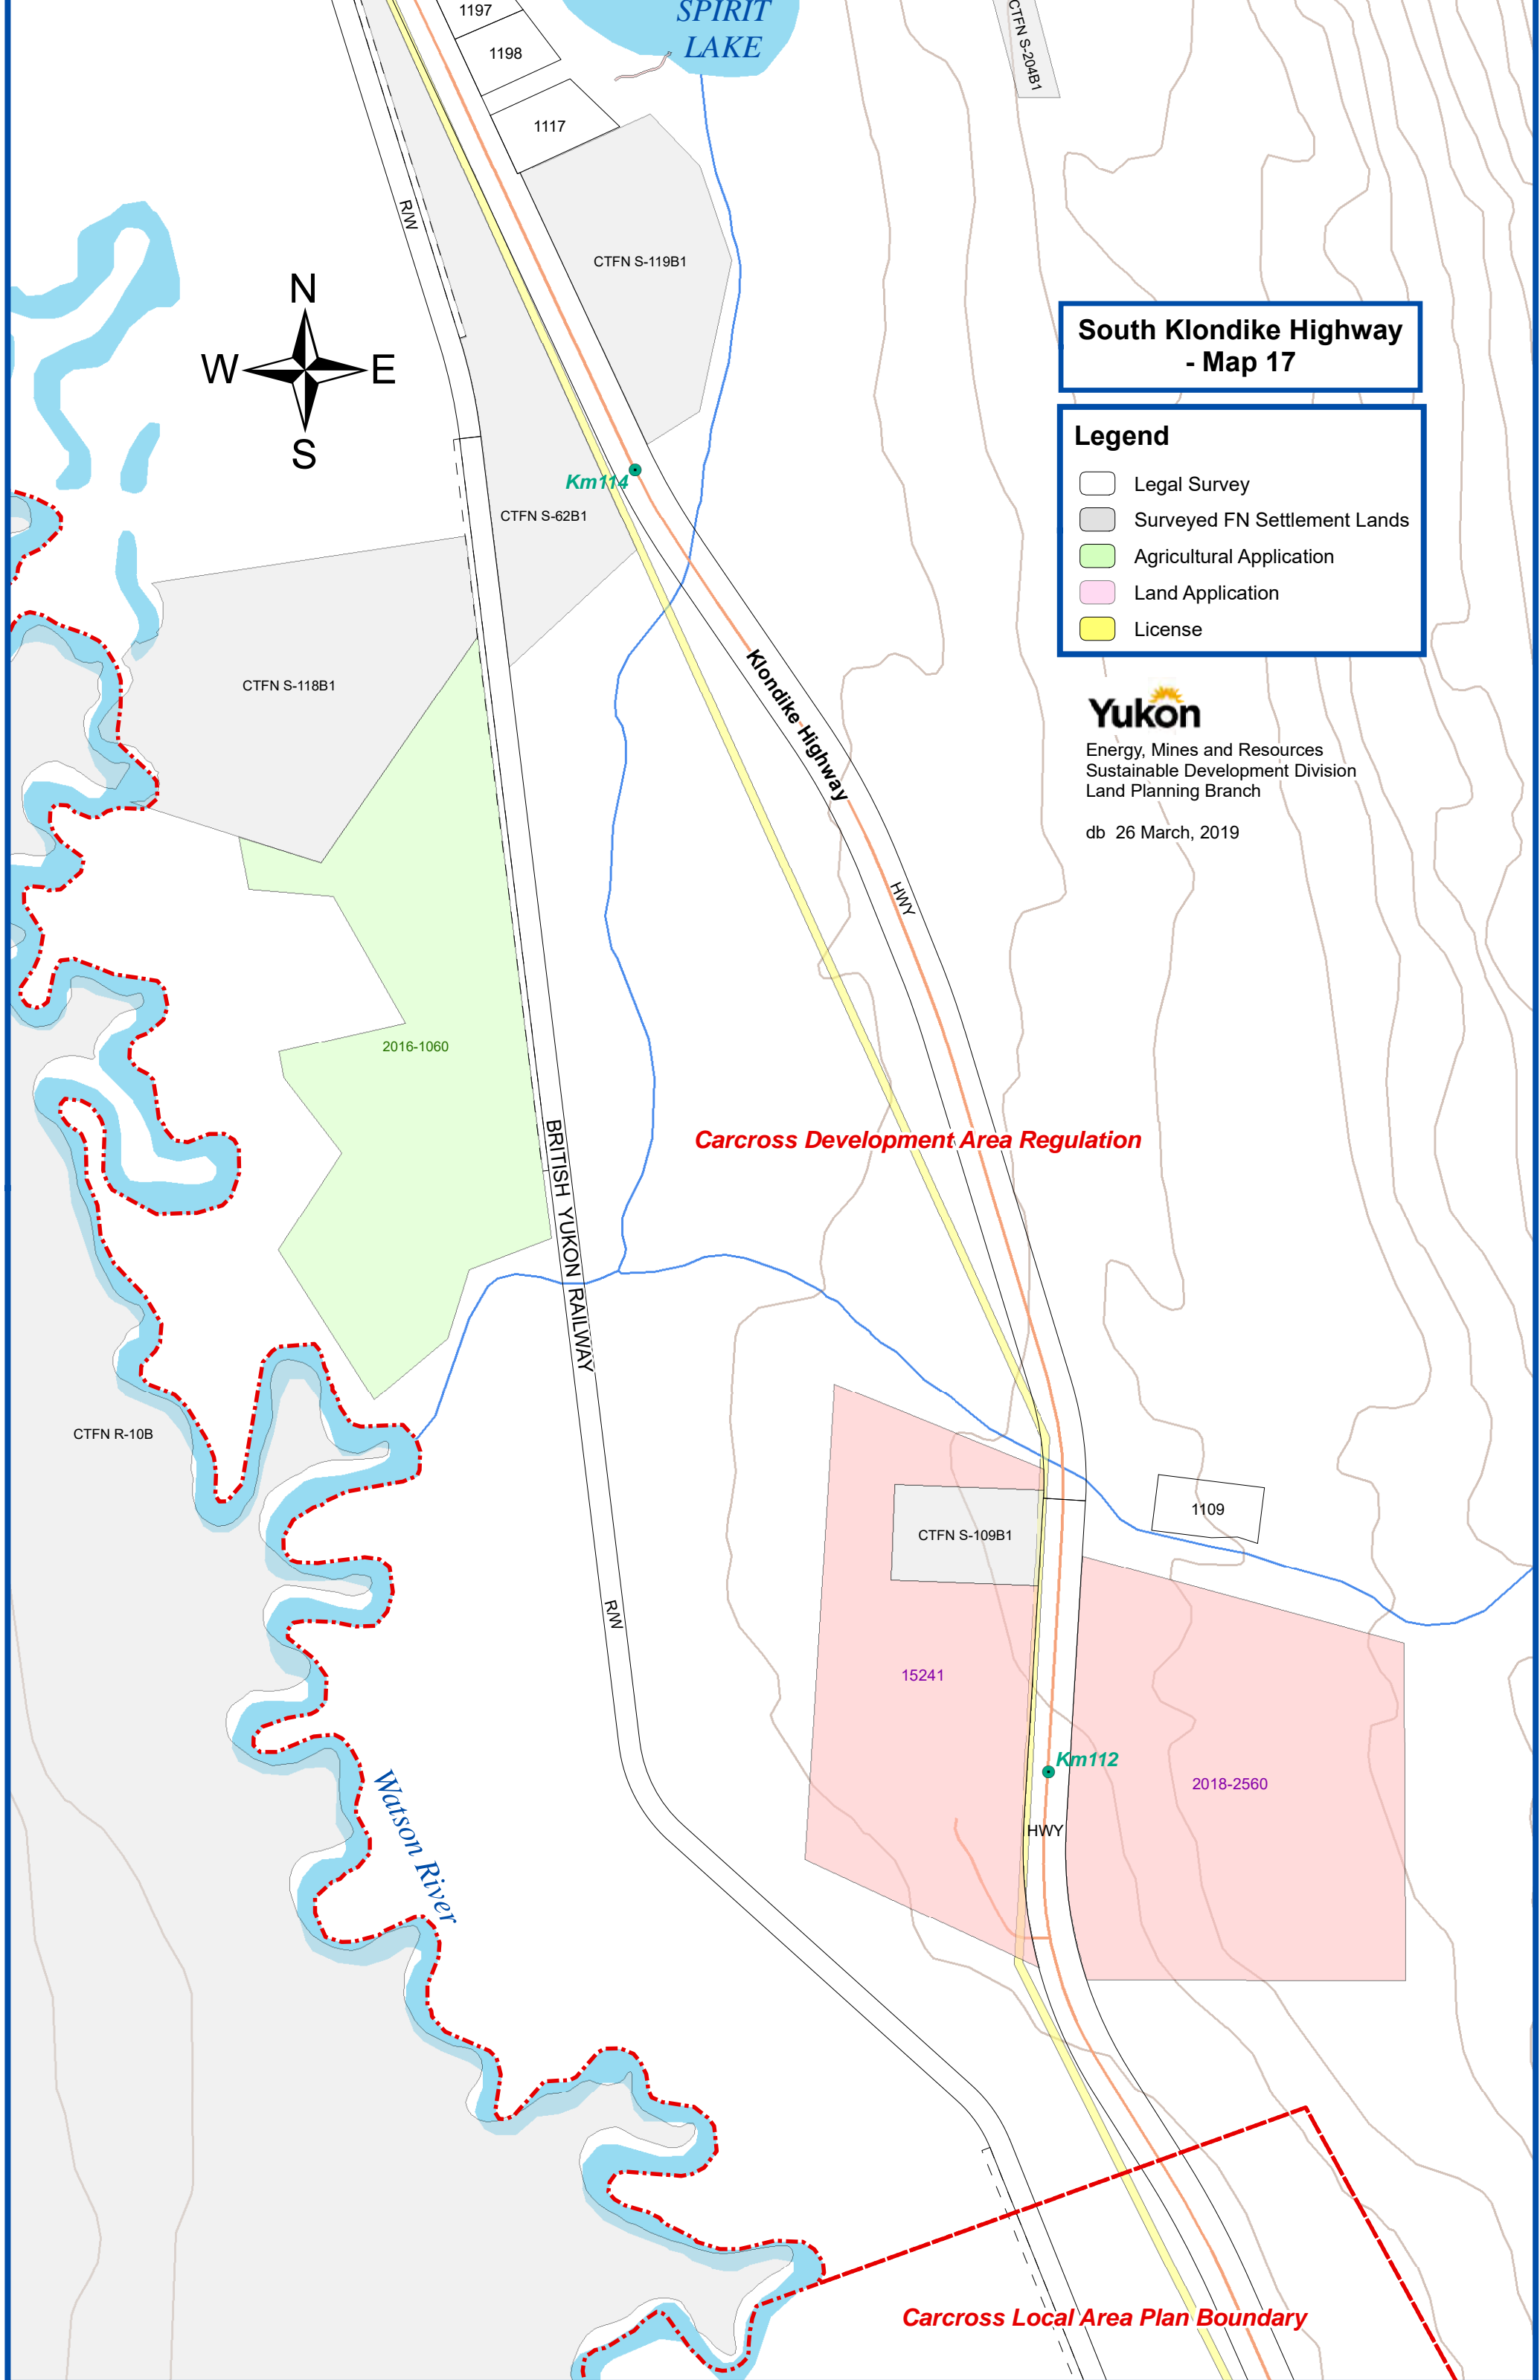 1197
SPIRIT
LAKE
1198
CTFN S-204B1
1117
R/W
CTFN S-119B1
N
W E
S
South Klondike Highway
- Map 17
Legend
Legal Survey
Surveyed FN Settlement Lands
Agricultural Application
Land Application
License
Km114
CTFN S-62B1
CTFN S-118B1
Klondike Highway
Yukon
Energy, Mines and Resources
Sustainable Development Division
Land Planning Branch
db 26 March, 2019
HWY
2016-1060
Carcross Development Area Regulation
BRITISH YUKON RAILWAY
CTFN R-10B
1109
CTFN S-109B1
R/W
15241
Km112
2018-2560
HWY
Watson River
Carcross Local Area Plan Boundary